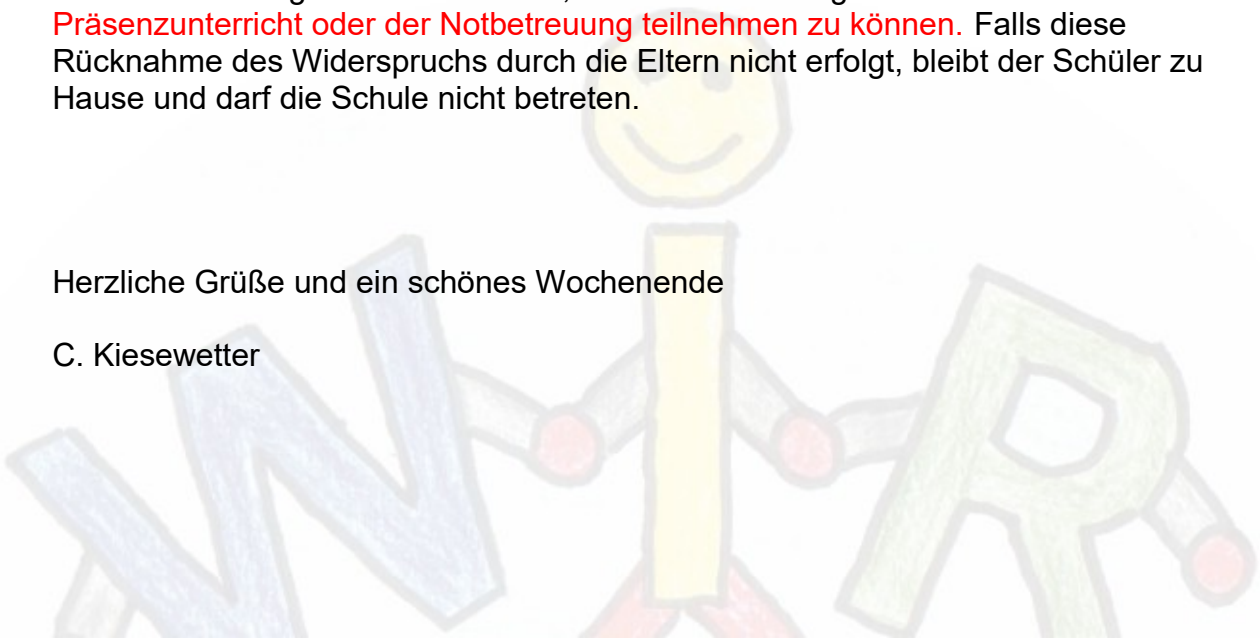 Präsenzunterricht oder der Notbetreuung teilnehmen zu können. Falls diese
Rücknahme des Widerspruchs durch die Eltern nicht erfolgt, bleibt der Schüler zu
Hause und darf die Schule nicht betreten.
Herzliche Grüße und ein schönes Wochenende
C. Kiesewetter
WIR